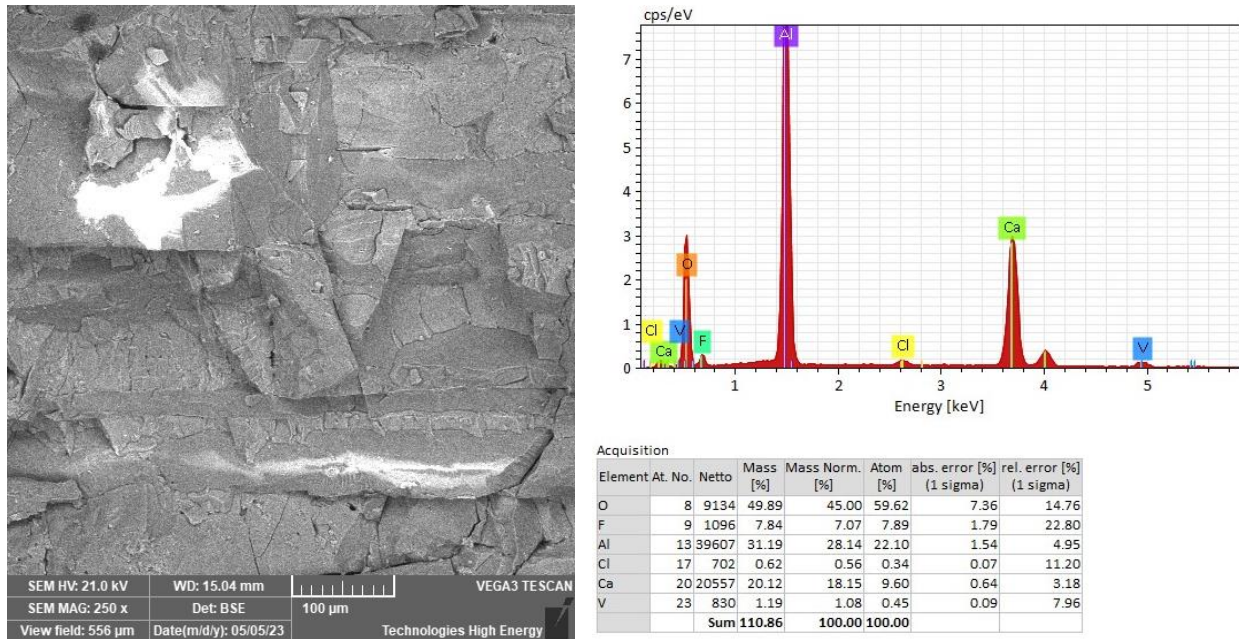 SEM HV: 21.0 kV WD: 15.04 mm VEGA3 TESCAN
SEM MAG: 250 x Det: BSE 100 µm
View field: 556 µm Date(m/d/y): 05/05/23 Technologies High Energy
cps/eV
7
6
5
4
3
2
1
0
Al
O
Cl
V
Ca
F
Cl
Ca
V
1 2 3 4 5
Energy [keV]
Acquisition
Element At. No. Netto Mass Mass Norm. Atom abs. error [%] rel. error [%]
[%] [%] [%] (1 sigma) (1 sigma)
O 8 9134 49.89 45.00 59.62 7.36 14.76
F 9 1096 7.84 7.07 7.89 1.79 22.80
Al 13 39607 31.19 28.14 22.10 1.54 4.95
Cl 17 702 0.62 0.56 0.34 0.07 11.20
Ca 20 20557 20.12 18.15 9.60 0.64 3.18
V 23 830 1.19 1.08 0.45 0.09 7.96
Sum 110.86 100.00 100.00